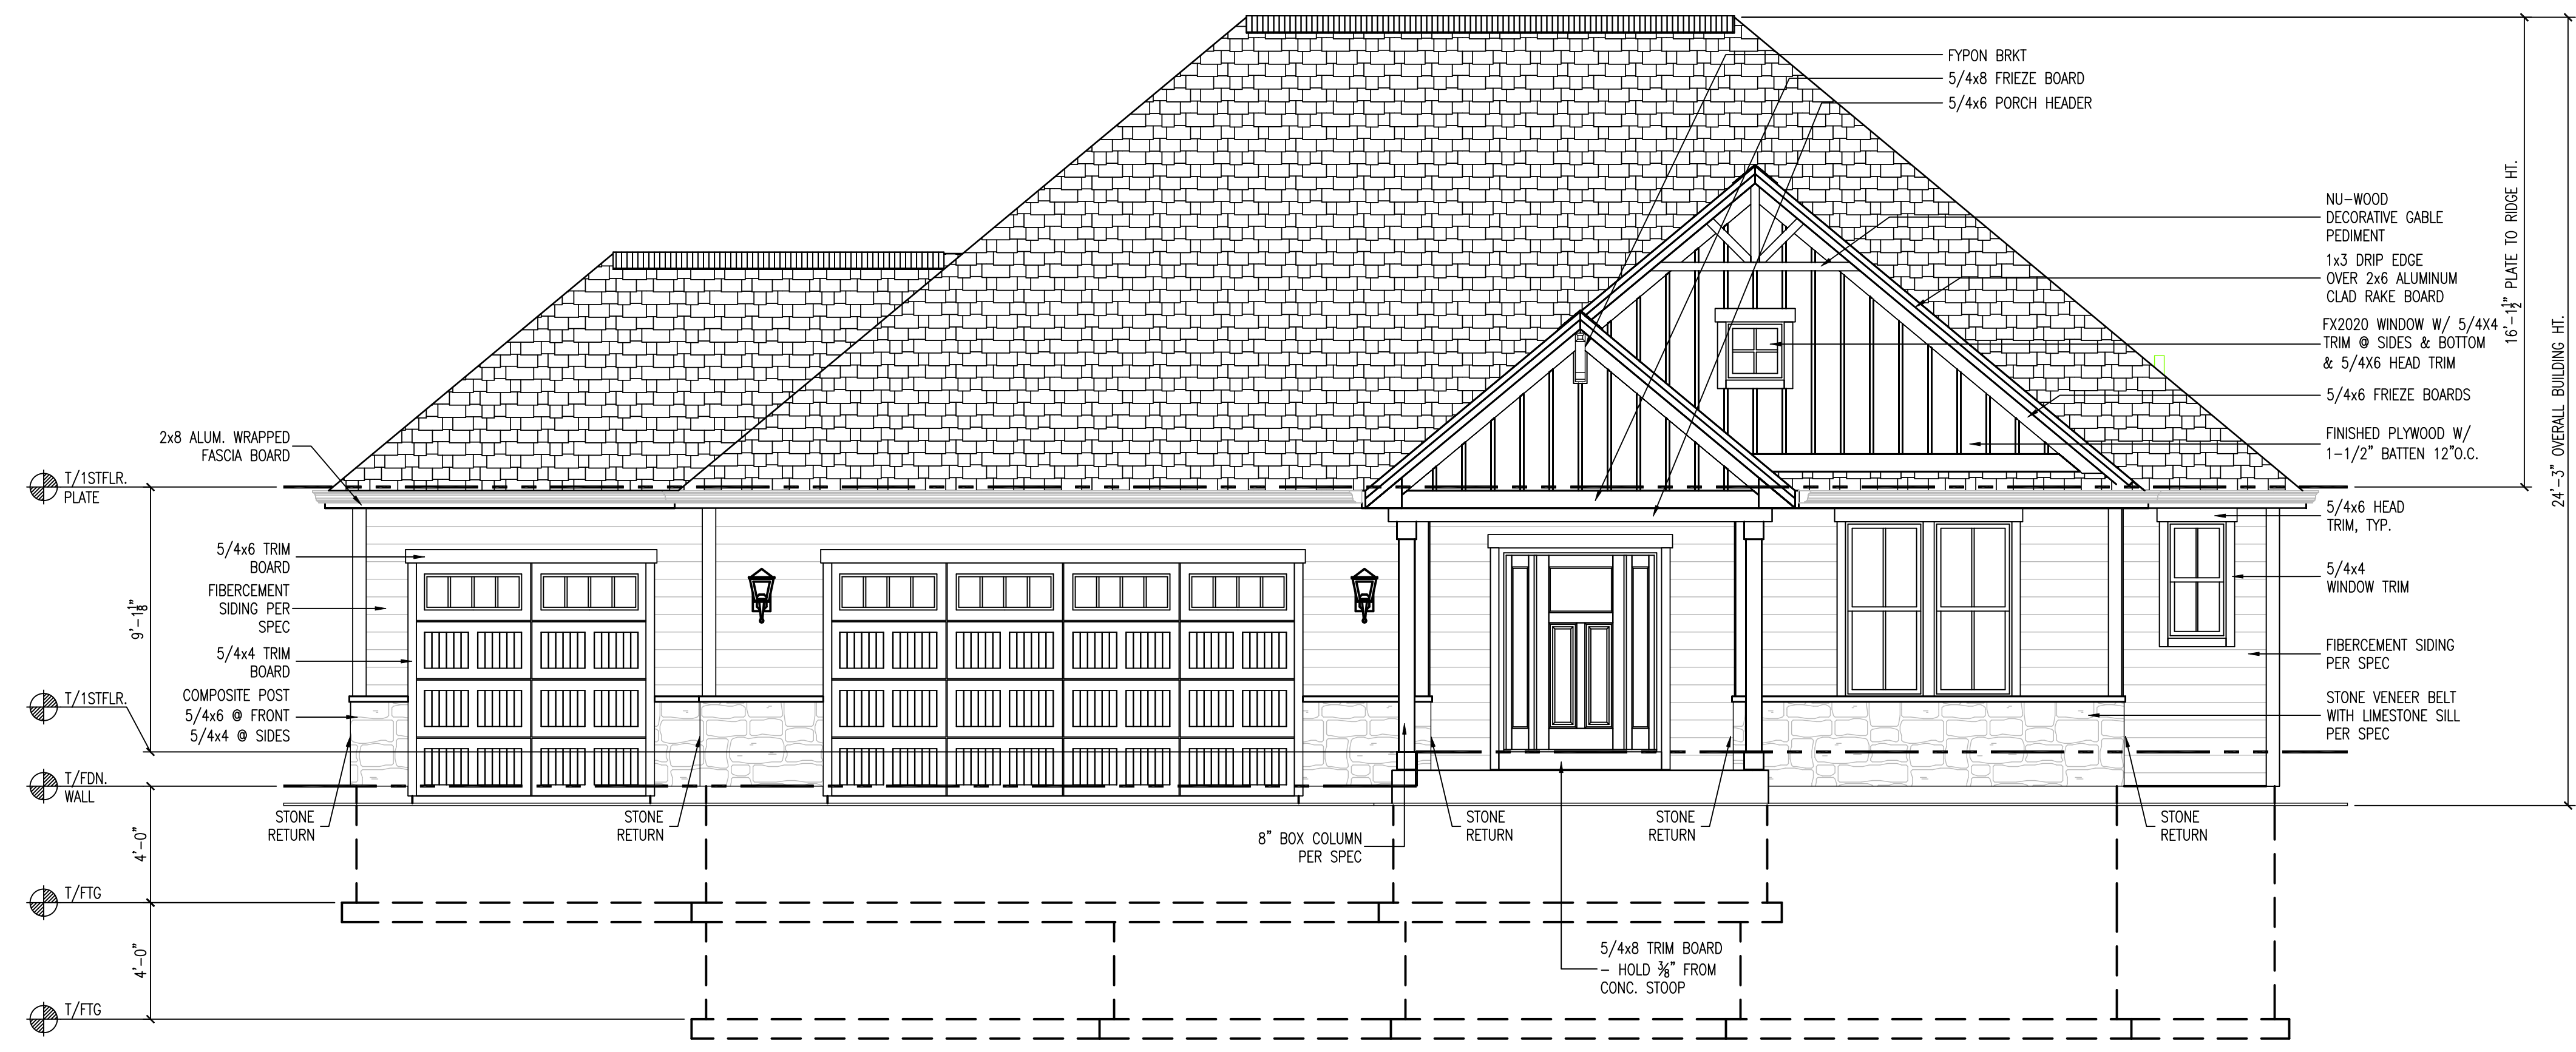 FYPON BRKT
5/4x8 FRIEZE BOARD
5/4x6 PORCH HEADER
NU-WOOD
DECORATIVE GABLE
PEDIMENT
1x3 DRIP EDGE
OVER 2x6 ALUMINUM
CLAD RAKE BOARD
FX2020 WINDOW W/ 5/4X4
TRIM @ SIDES & BOTTOM
& 5/4X6 HEAD TRIM
5/4x6 FRIEZE BOARDS
FINISHED PLYWOOD W/
1-1/2" BATTEN 12"O.C.
16'-1½" PLATE TO RIDGE HT.
24'-3" OVERALL BUILDING HT.
2x8 ALUM. WRAPPED
FASCIA BOARD
T/1STFLR.
PLATE
5/4x6 HEAD
TRIM, TYP.
5/4x6 TRIM
BOARD
FIBERCEMENT
SIDING PER
SPEC
9'-1⅛"
5/4x4
WINDOW TRIM
5/4x4 TRIM
BOARD
FIBERCEMENT SIDING
PER SPEC
COMPOSITE POST
5/4x6 @ FRONT
5/4x4 @ SIDES
T/1STFLR.
STONE VENEER BELT
WITH LIMESTONE SILL
PER SPEC
T/FDN.
WALL
STONE
RETURN
STONE
RETURN
STONE
RETURN
STONE
RETURN
STONE
RETURN
8" BOX COLUMN
PER SPEC
4'-0"
T/FTG
5/4x8 TRIM BOARD
- HOLD ⅜" FROM
CONC. STOOP
4'-0"
T/FTG